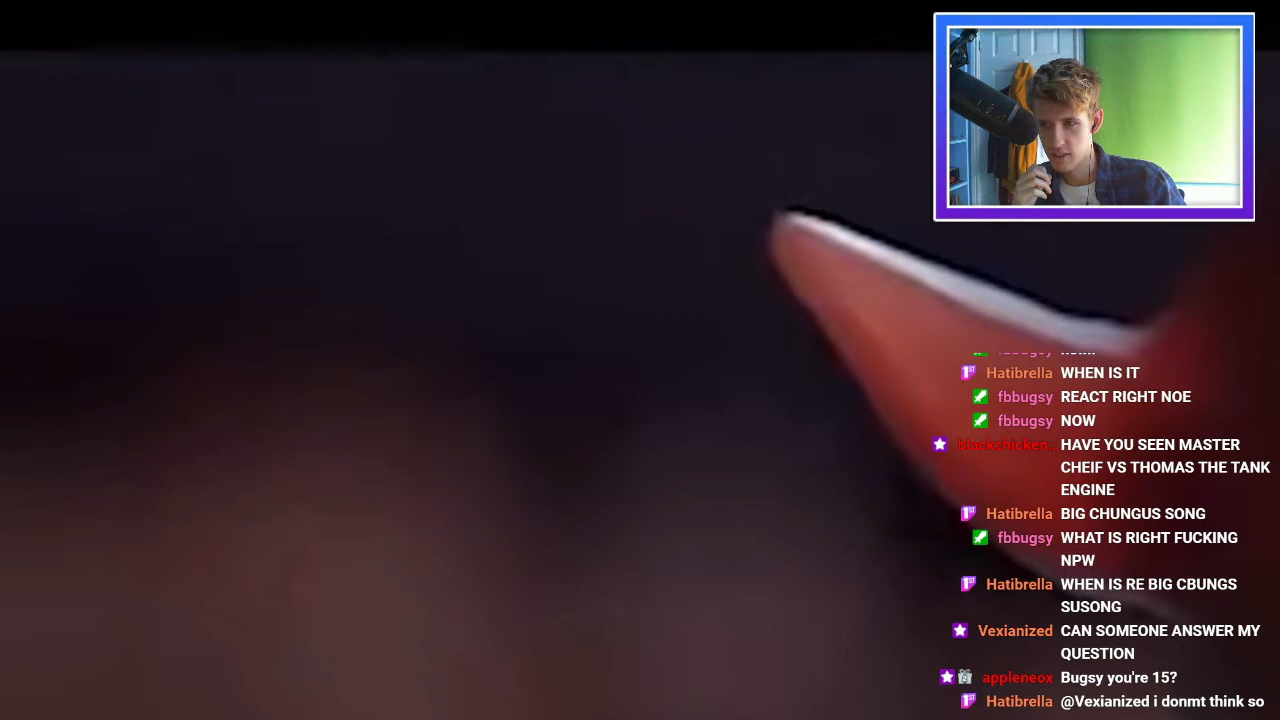 Hatibrella WHEN IS IT
fbbugsy REACT RIGHT NOE
fbbugsy NOW
blackchicken.. HAVE YOU SEEN MASTER
CHEIF VS THOMAS THE TANK
ENGINE
Hatibrella BIG CHUNGUS SONG
fbbugsy WHAT IS RIGHT FUCKING
NPW
Hatibrella WHEN IS RE BIG CBUNGS
SUSONG
Vexianized CAN SOMEONE ANSWER MY
QUESTION
appleneox Bugsy you're 15?
Hatibrella @Vexianized i donmt think so